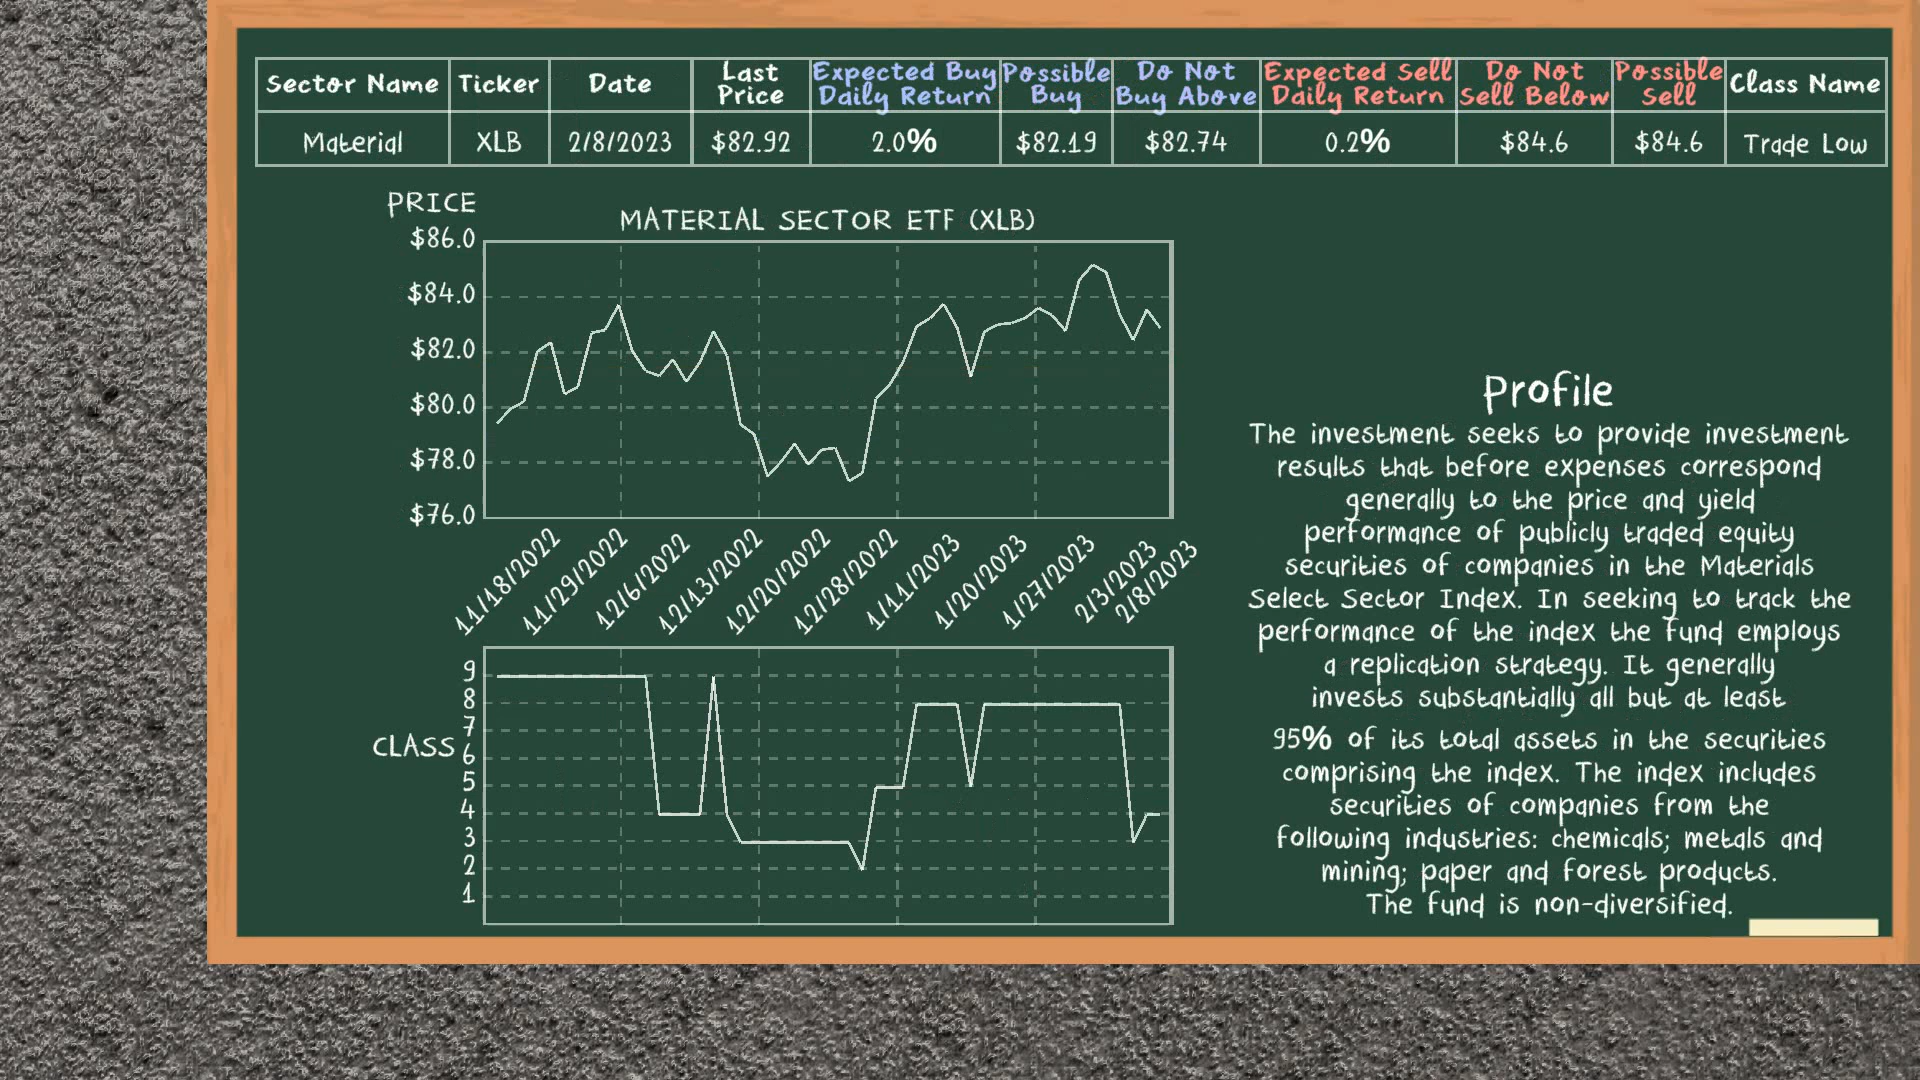 Sector Name Ticker Date Last Price Expected Buy Daily Return Possible Buy Do Not Buy Above Expected Sell Daily Return Do Not Sell Below Possible Sell Class Name
Material XLB 2/8/2023 $82.92 2.0% $82.19 $82.74 0.2% $84.6 $84.6 Trade Low
PRICE
MATERIAL SECTOR ETF (XLB)
$86.0
$84.0
$82.0
$80.0
$78.0
$76.0
11/18/2022 11/29/2022 12/6/2022 12/13/2022 12/20/2022 12/28/2022 1/11/2023 1/20/2023 1/27/2023 2/3/2023 2/8/2023
CLASS
9
8
7
6
5
4
3
2
1
Profile
The investment seeks to provide investment
results that before expenses correspond
generally to the price and yield
performance of publicly traded equity
securities of companies in the Materials
Select Sector Index. In seeking to track the
performance of the index the fund employs
a replication strategy. It generally
invests substantially all but at least
95% of its total assets in the securities
comprising the index. The index includes
securities of companies from the
following industries: chemicals; metals and
mining; paper and forest products.
The fund is non-diversified.